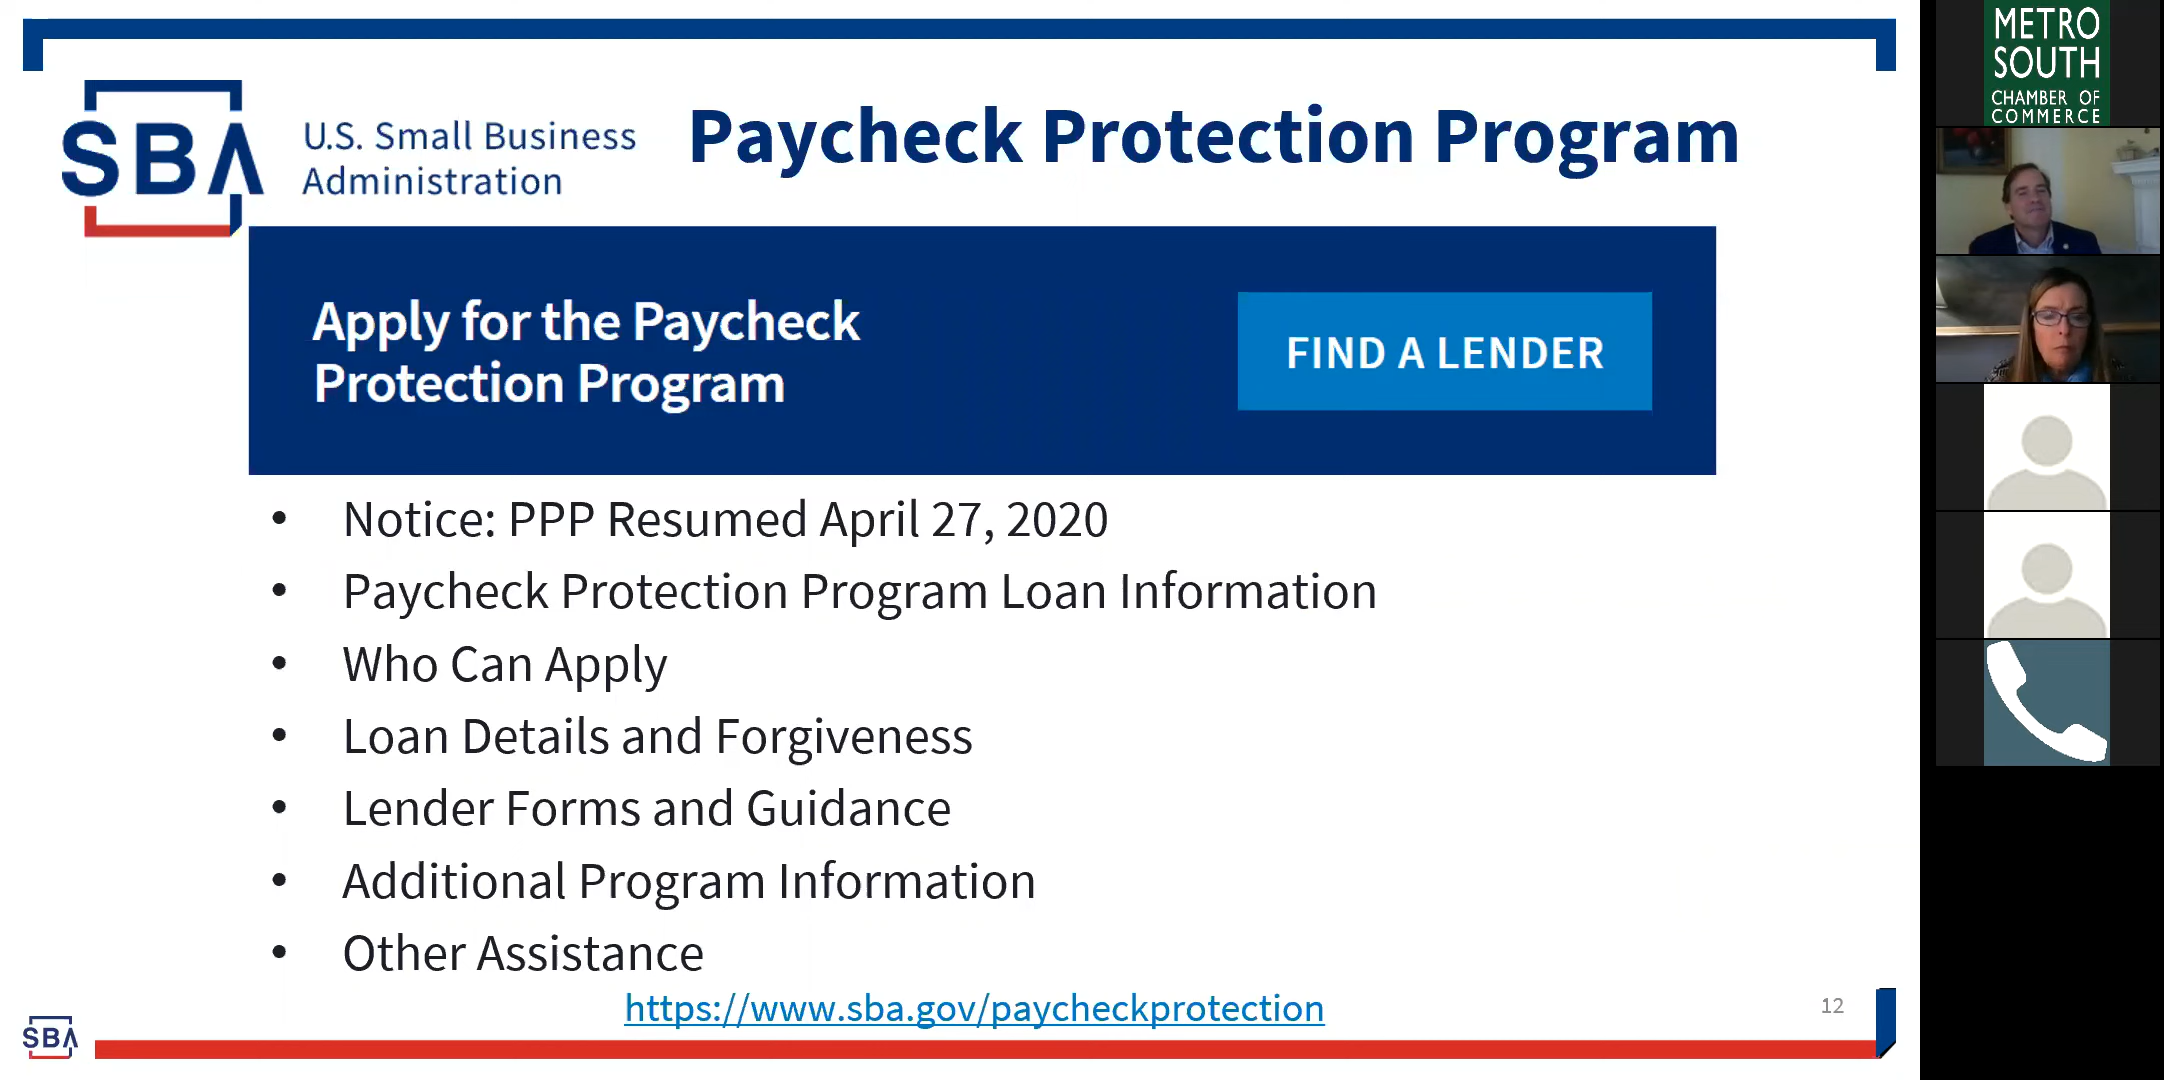 SBA
U.S. Small Business
Administration
Paycheck Protection Program
Apply for the Paycheck
Protection Program
FIND A LENDER
• Notice: PPP Resumed April 27, 2020
• Paycheck Protection Program Loan Information
• Who Can Apply
• Loan Details and Forgiveness
• Lender Forms and Guidance
• Additional Program Information
• Other Assistance
https://www.sba.gov/paycheckprotection
12
SBA
METRO
SOUTH
CHAMBER OF
COMMERCE